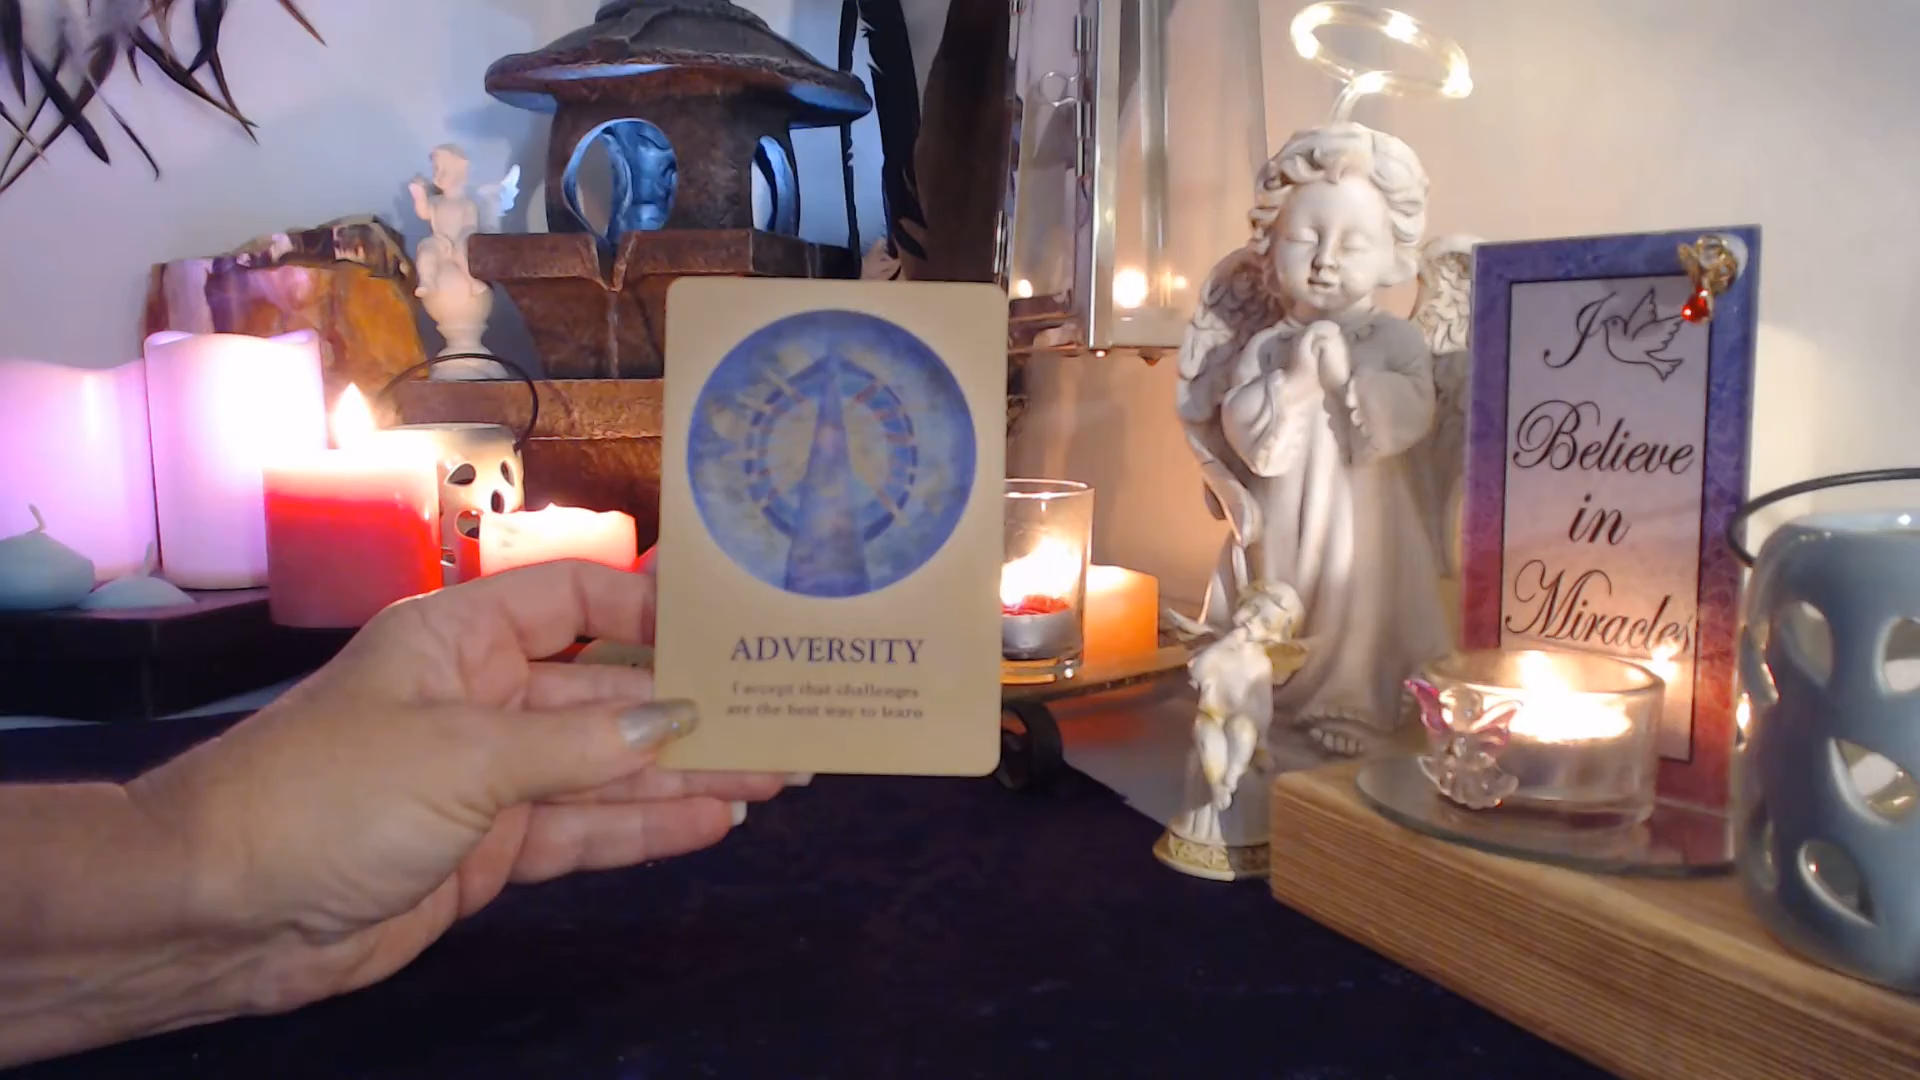 ADVERSITY
I accept that challenges
are the best way to learn
I
Believe
in
Miracles